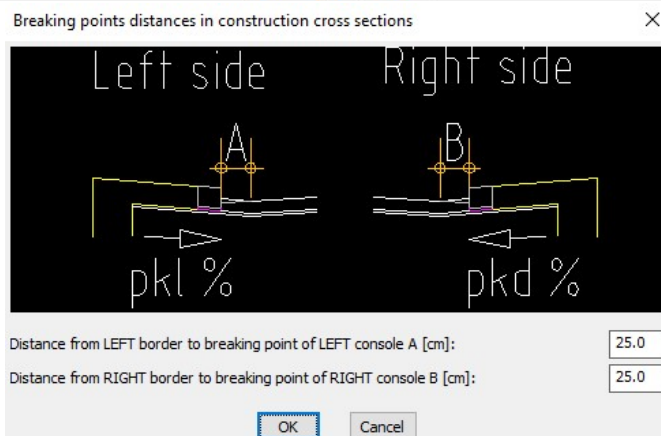 Breaking points distances in construction cross sections
Left side
Right side
A
B
pkl %
pkd %
Distance from LEFT border to breaking point of LEFT console A [cm]:
25.0
Distance from RIGHT border to breaking point of RIGHT console B [cm]:
25.0
OK
Cancel